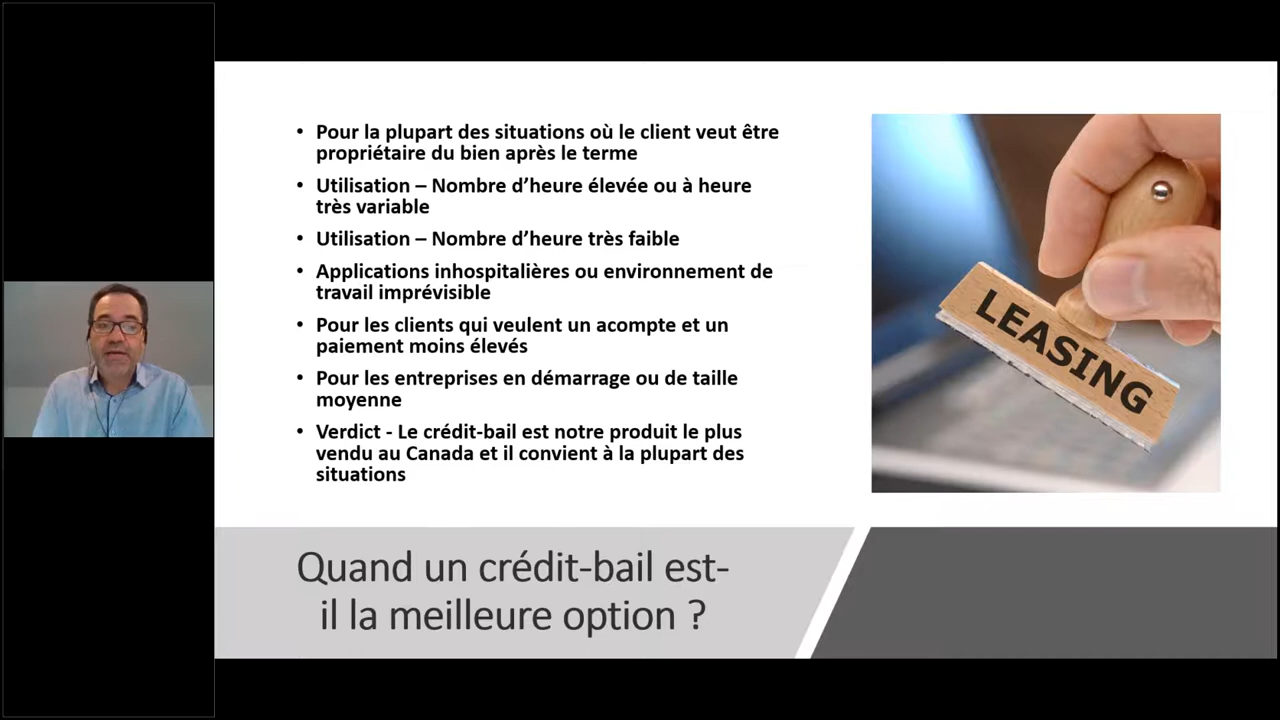 Pour la plupart des situations où le client veut être
propriétaire du bien après le terme
Utilisation – Nombre d’heure élevée ou à heure
très variable
Utilisation – Nombre d’heure très faible
Applications inhospitalières ou environnement de
travail imprévisible
Pour les clients qui veulent un acompte et un
paiement moins élevés
Pour les entreprises en démarrage ou de taille
moyenne
Verdict - Le crédit-bail est notre produit le plus
vendu au Canada et il convient à la plupart des
situations
LEASING
Quand un crédit-bail est-
il la meilleure option ?